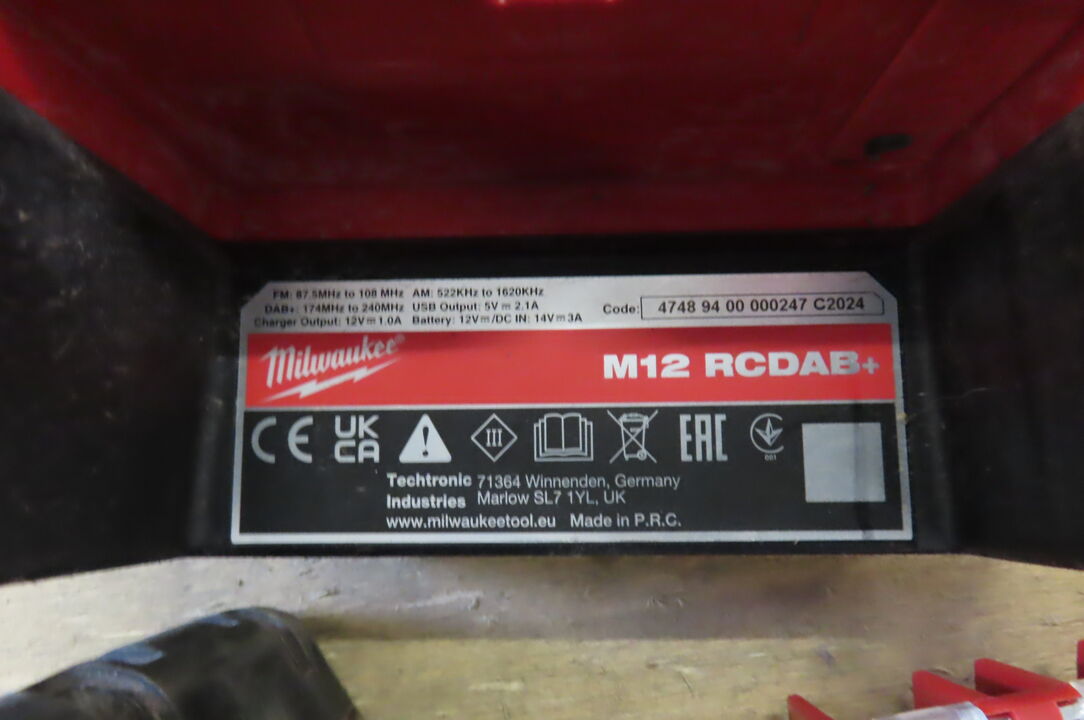 FM: 87.5MHz to 108 MHz AM: 522KHz to 1620KHz
DAB+: 174MHz to 240MHz USB Output: 5V⎓2.1A
Charger Output: 12V⎓1.0A Battery: 12V⎓/DC IN: 14V⎓3A
Code: 4748 94 00 000247 C2024
Milwaukee®
M12 RCDAB+
CE UK CA III EAC 001
Techtronic 71364 Winnenden, Germany
Industries Marlow SL7 1YL, UK
www.milwaukeetool.eu Made in P.R.C.